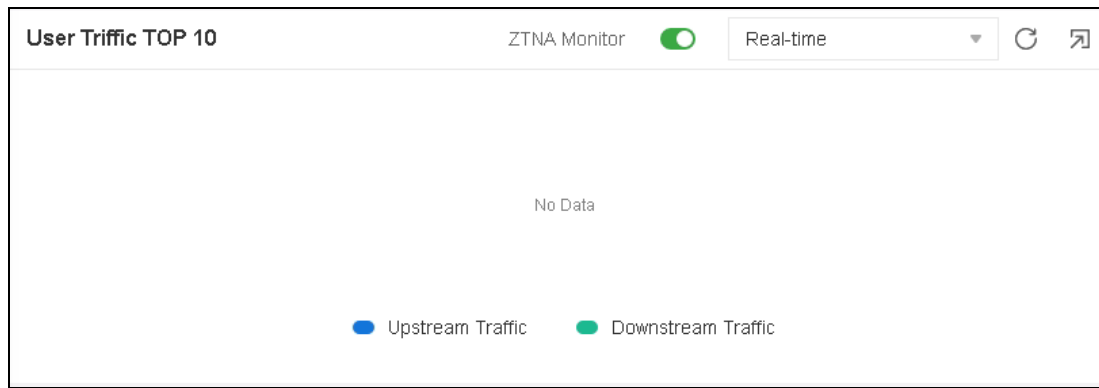 User Triffic TOP 10 ZTNA Monitor Real-time
No Data
Upstream Traffic Downstream Traffic